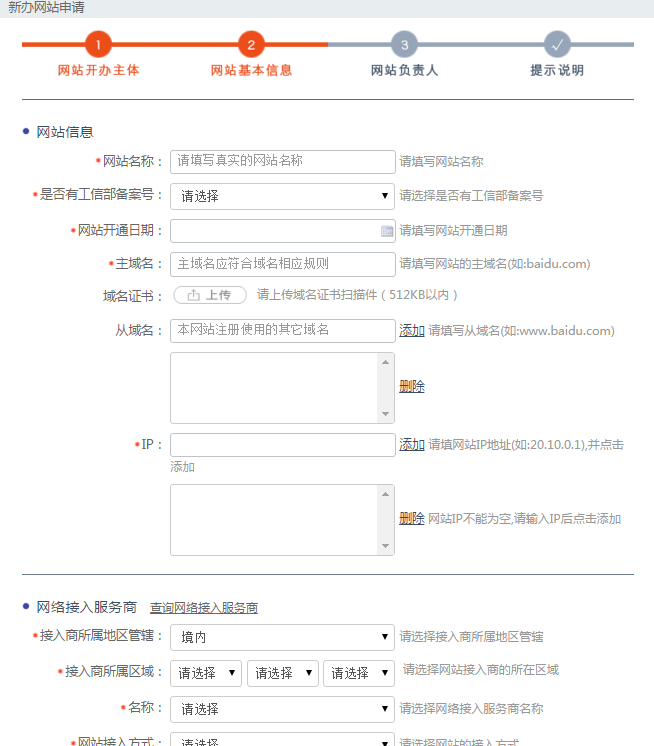 新办网站申请
1 2 3
网站开办主体 网站基本信息 网站负责人 提示说明
网站信息
*网站名称： 请填写真实的网站名称 请填写网站名称
*是否有工信部备案号： 请选择 请选择是否有工信部备案号
*网站开通日期： 请填写网站开通日期
*主域名： 主域名应符合域名相应规则 请填写网站的主域名(如:baidu.com)
域名证书： 上传 请上传域名证书扫描件（512KB以内）
从域名： 本网站注册使用的其它域名 添加 请填写从域名(如:www.baidu.com)
删除
*IP： 添加 请填网站IP地址(如:20.10.0.1),并点击
添加
删除 网站IP不能为空,请输入IP后点击添加
网络接入服务商 查询网络接入服务商
*接入商所属地区管辖： 境内 请选择接入商所属地区管辖
*接入商所属区域： 请选择 请选择 请选择 请选择网站接入商的所在区域
*名称： 请选择 请选择网络接入服务商名称
*网站接入方式： 请选择 请选择网站的接入方式